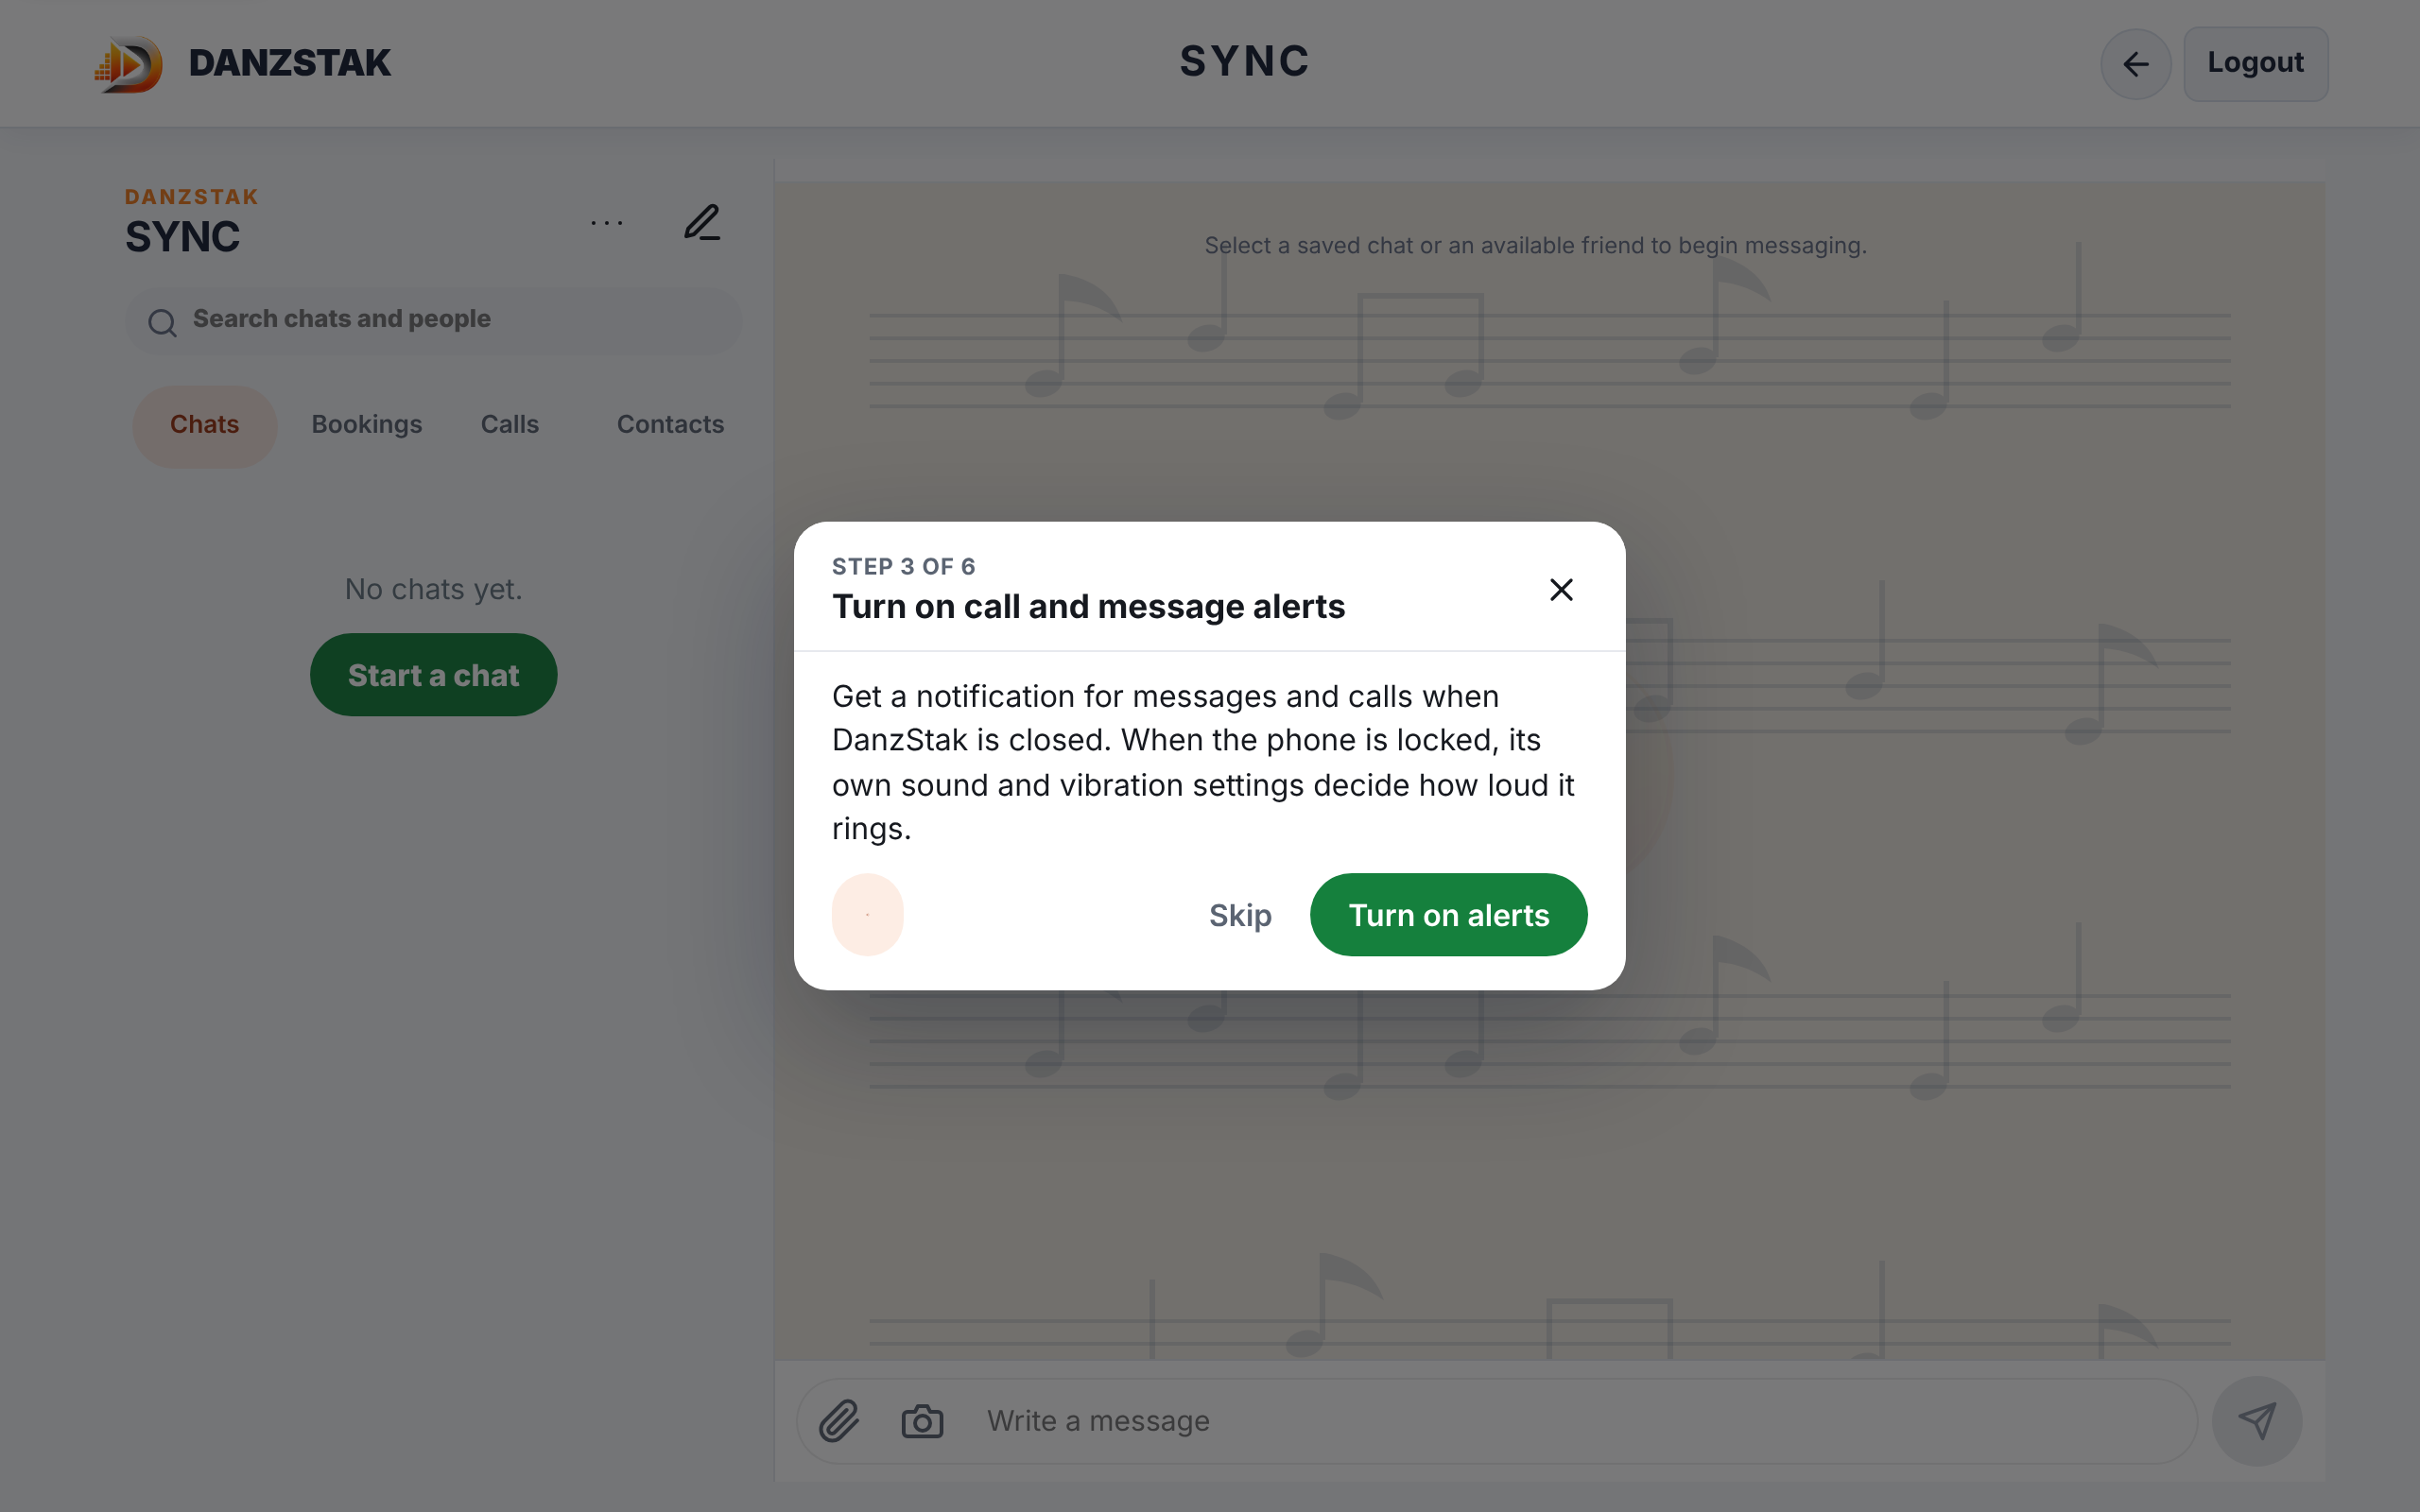 DANZSTAK
SYNC
Logout
DANZSTAK
SYNC
Search chats and people
Chats
Bookings
Calls
Contacts
No chats yet.
Start a chat
Select a saved chat or an available friend to begin messaging.
STEP 3 OF 6
Turn on call and message alerts
Get a notification for messages and calls when
DanzStak is closed. When the phone is locked, its
own sound and vibration settings decide how loud it
rings.
Skip
Turn on alerts
Write a message